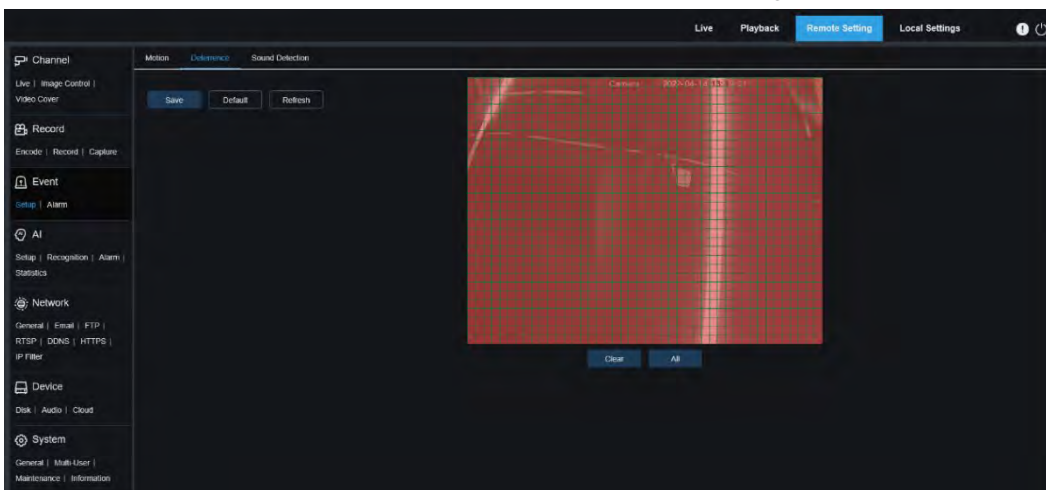 Live Playback Remote Setting Local Settings
Channel
Live | Image Control |
Video Cover
Record
Encode | Record | Capture
Event
Setup | Alarm
AI
Setup | Recognition | Alarm |
Statistics
Network
General | Email | FTP |
RTSP | DDNS | HTTPS |
IP Filter
Device
Disk | Audio | Cloud
System
General | Multi-User |
Maintenance | Information
Motion Deterrence Sound Detection
Save Default Refresh
Camera
Clear All